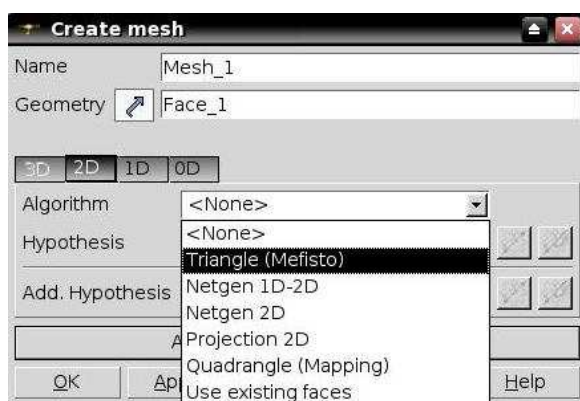 Create mesh
Name Mesh_1
Geometry Face_1
3D 2D 1D 0D
Algorithm <None>
Hypothesis <None>
Triangle (Mefisto)
Add. Hypothesis Netgen 1D-2D
Netgen 2D
A Projection 2D
Quadrangle (Mapping)
OK Ap Use existing faces Help